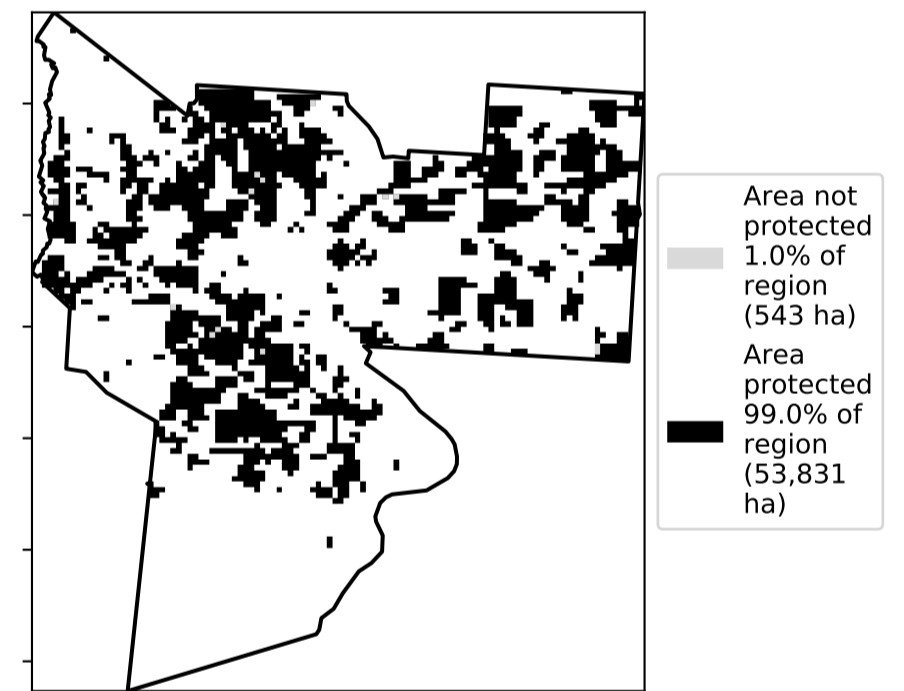 Area not
protected
1.0% of
region
(543 ha)
Area
protected
99.0% of
region
(53,831
ha)